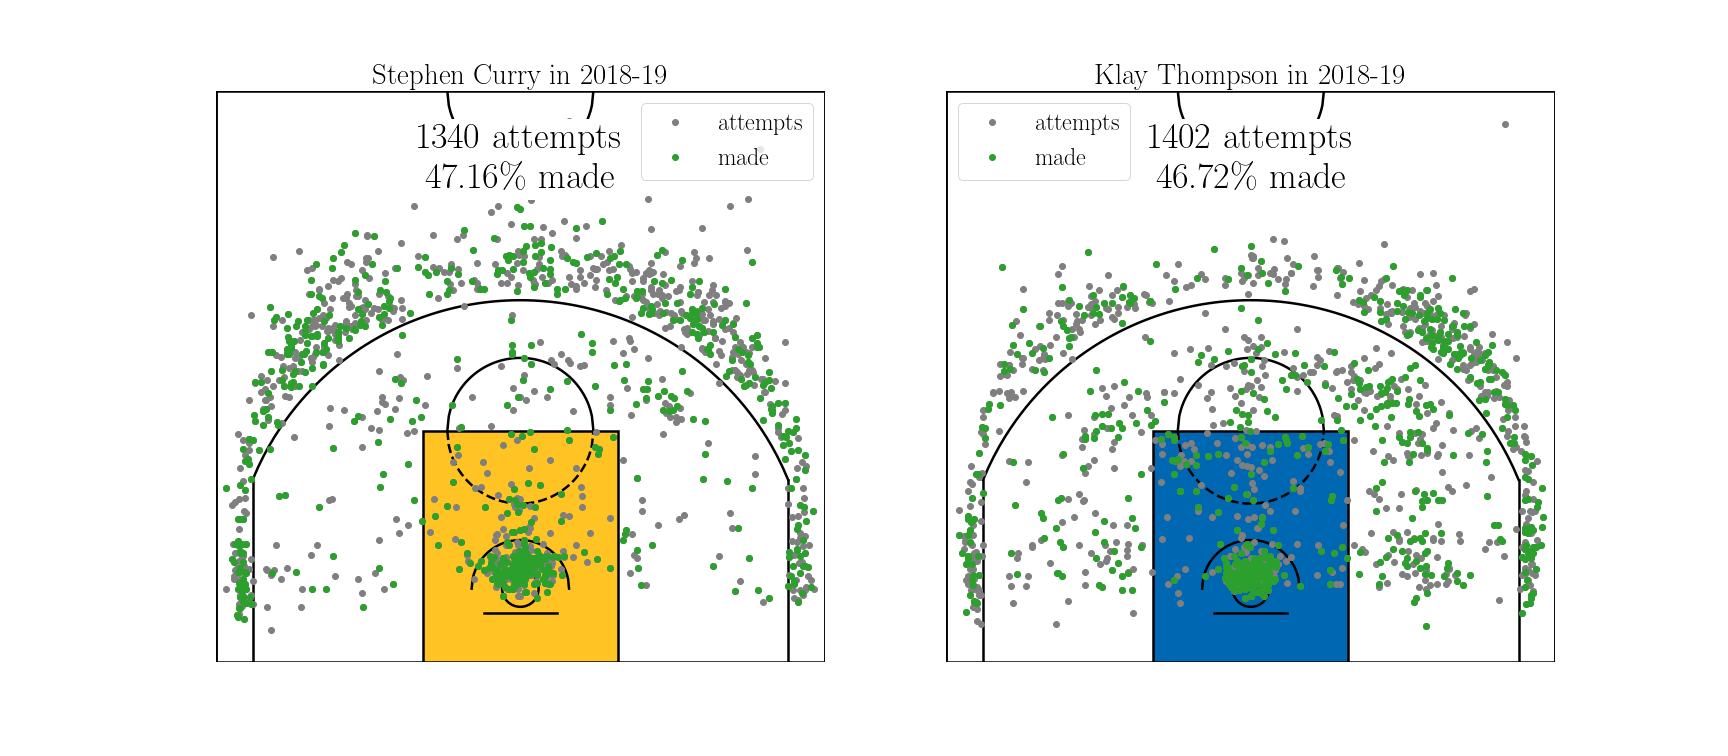 Stephen Curry in 2018-19
1340 attempts
47.16% made
attempts
made
Klay Thompson in 2018-19
attempts
made
1402 attempts
46.72% made